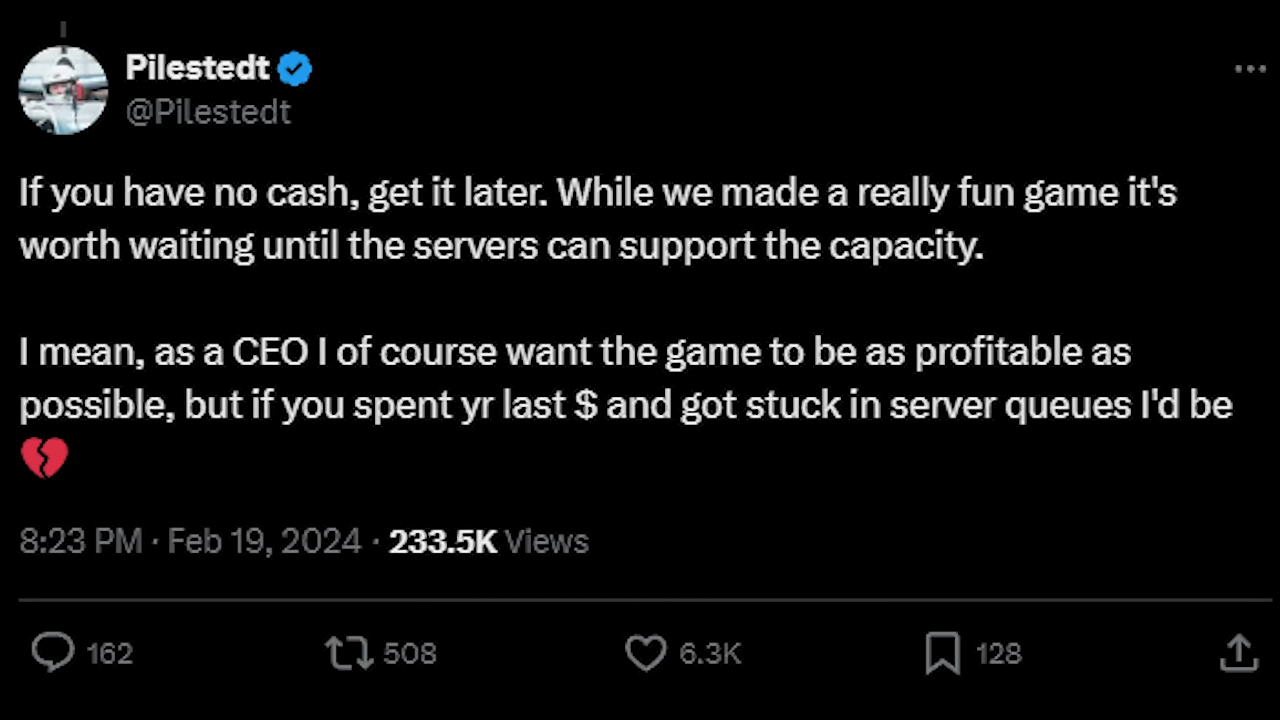 Pilestedt
@Pilestedt
If you have no cash, get it later. While we made a really fun game it's
worth waiting until the servers can support the capacity.
I mean, as a CEO I of course want the game to be as profitable as
possible, but if you spent yr last $ and got stuck in server queues I'd be
💔
8:23 PM · Feb 19, 2024 · 233.5K Views
162 508 6.3K 128